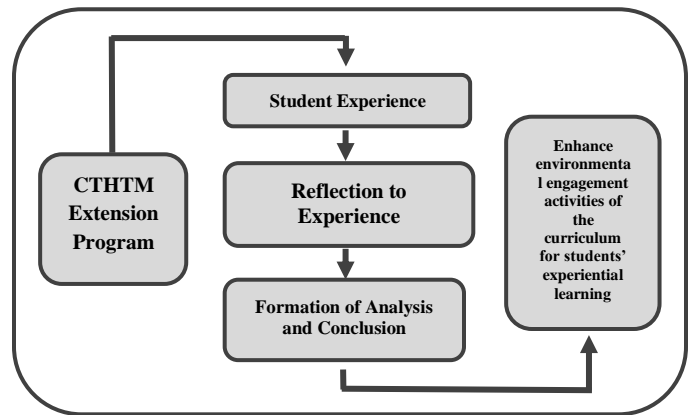 CTHTM
Extension
Program
Student Experience
Reflection to
Experience
Formation of Analysis
and Conclusion
Enhance
environmenta
l engagement
activities of
the
curriculum
for students’
experiential
learning